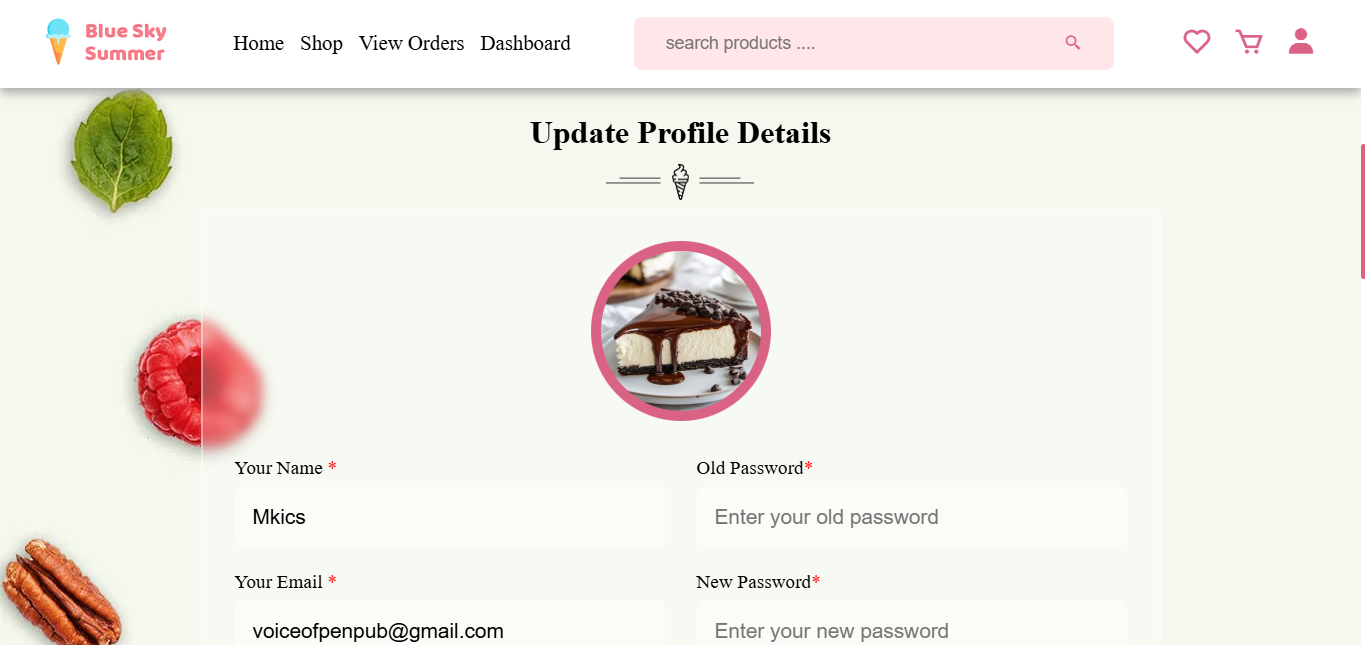 Blue Sky
Summer
Home Shop View Orders Dashboard
search products ....
Update Profile Details
Your Name *
Old Password*
Mkics
Enter your old password
Your Email *
New Password*
voiceofpenpub@gmail.com
Enter your new password